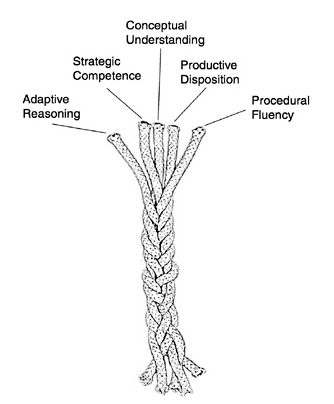 Conceptual
Understanding
Strategic
Competence
Productive
Disposition
Adaptive
Reasoning
Procedural
Fluency